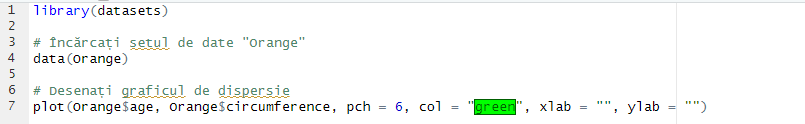 1 library(datasets)
2
3 # Încărcați setul de date "Orange"
4 data(Orange)
5
6 # Desenați graficul de dispersie
7 plot(Orange$age, Orange$circumference, pch = 6, col = "green", xlab = "", ylab = "")